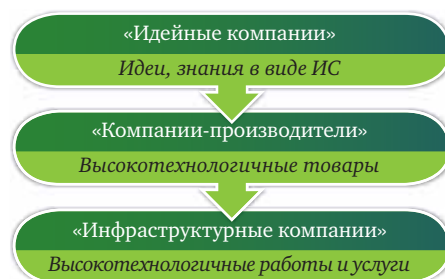 «Идейные компании»
Идеи, знания в виде ИС
«Компании-производители»
Высокотехнологичные товары
«Инфраструктурные компании»
Высокотехнологичные работы и услуги